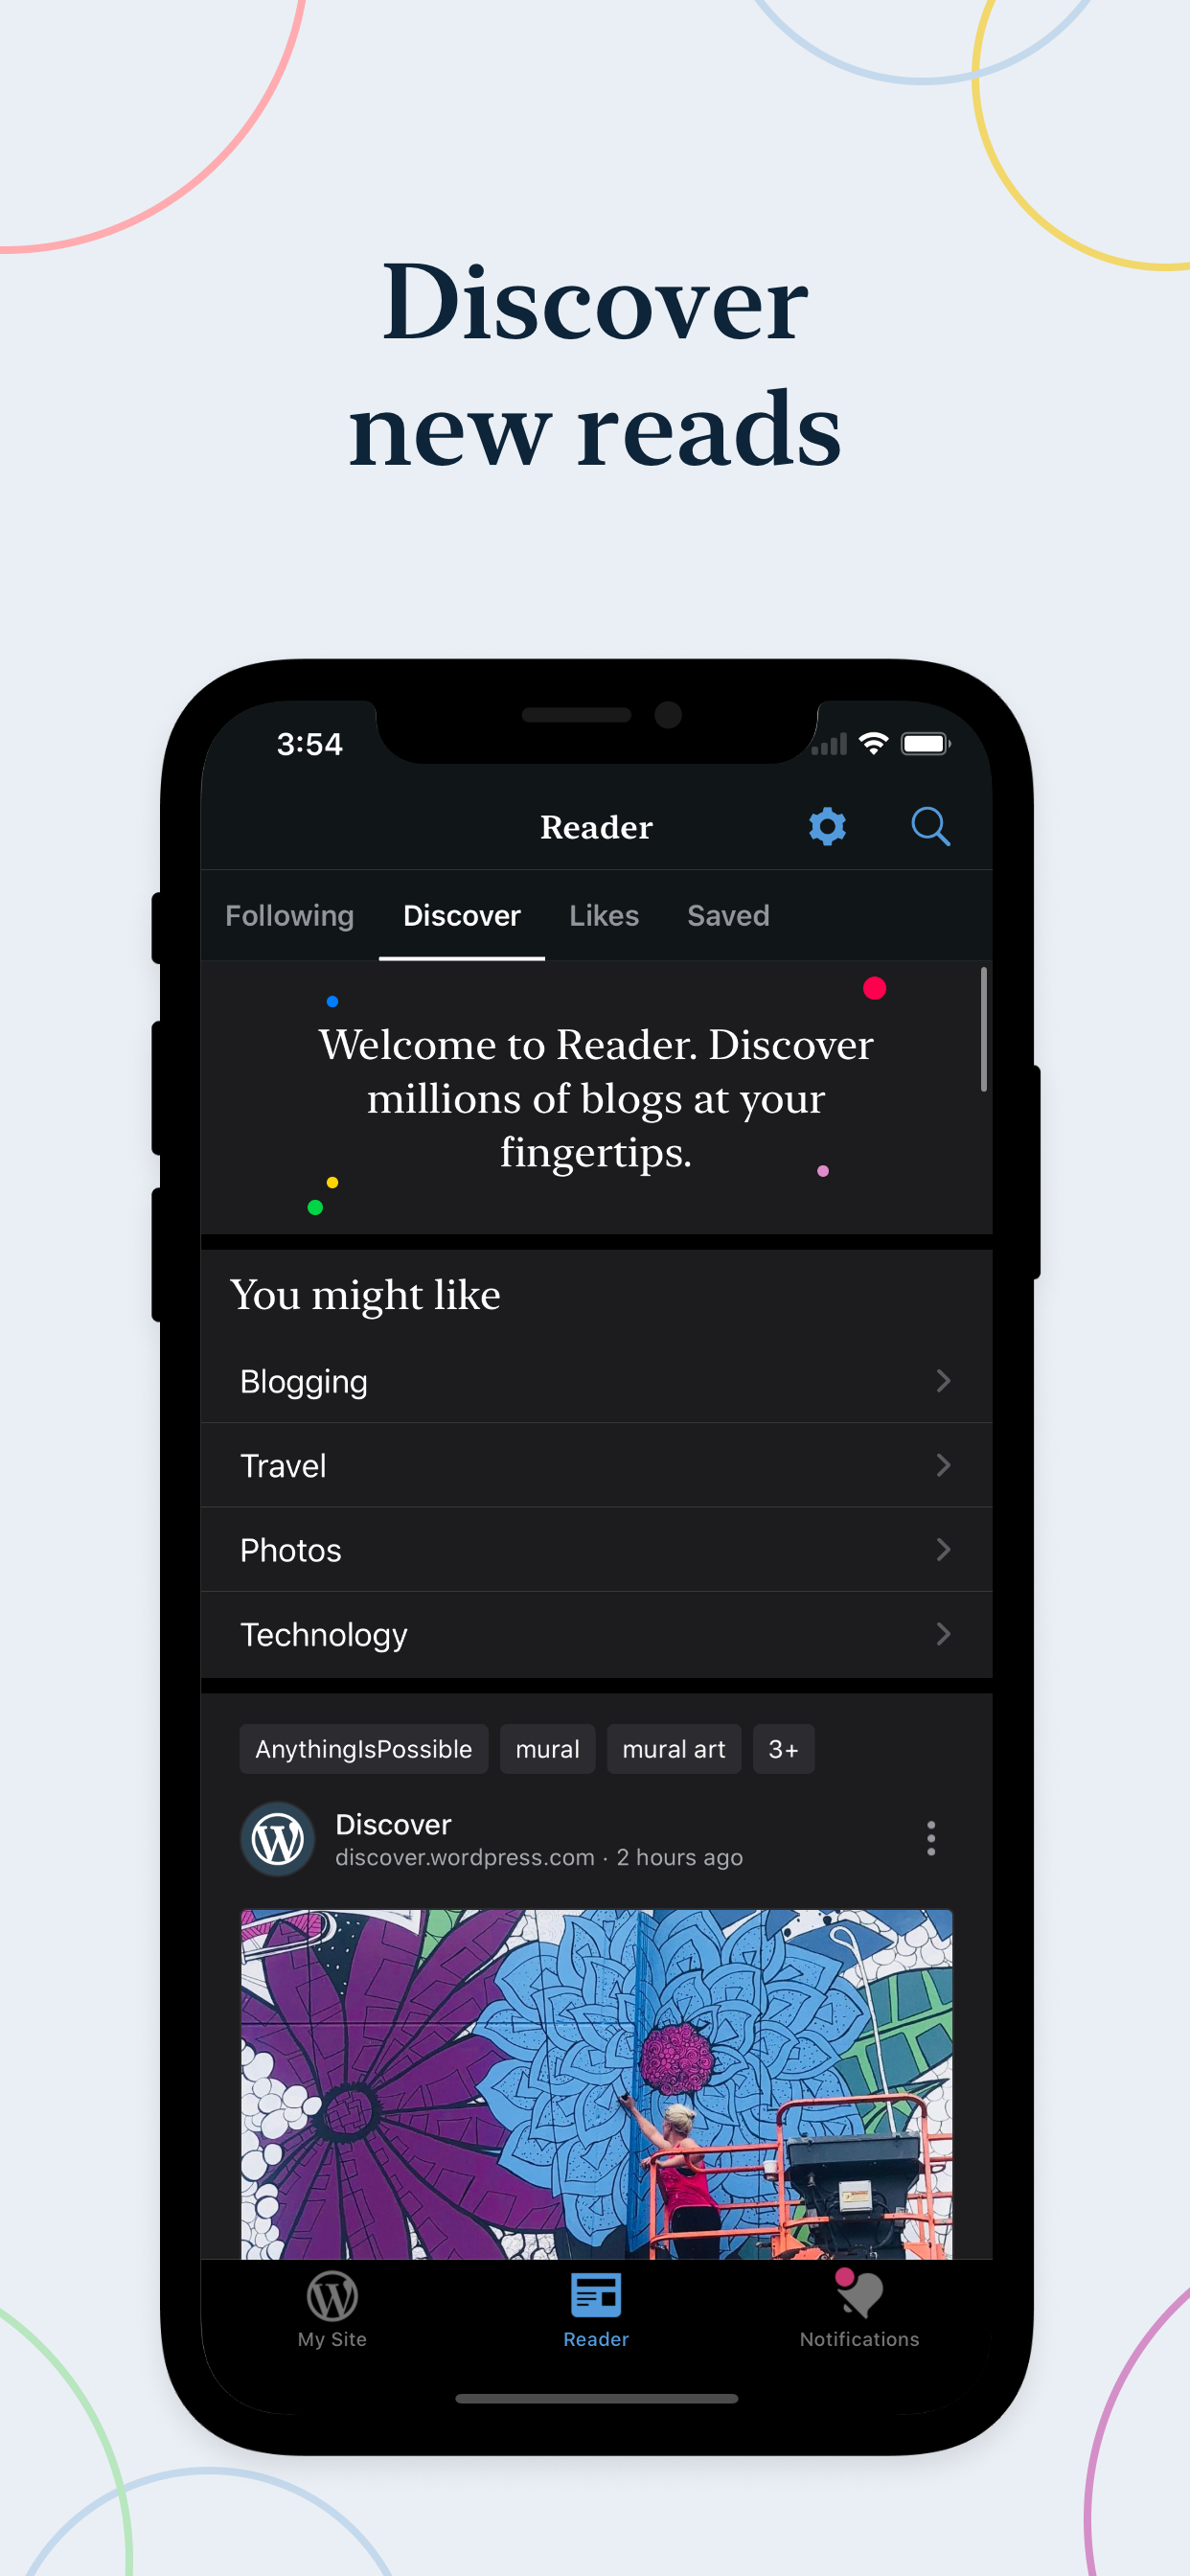 Discover
new reads
3:54
Reader
Following Discover Likes Saved
Welcome to Reader. Discover
millions of blogs at your
fingertips.
You might like
Blogging
Travel
Photos
Technology
AnythingIsPossible mural mural art 3+
Discover
discover.wordpress.com · 2 hours ago
My Site Reader Notifications